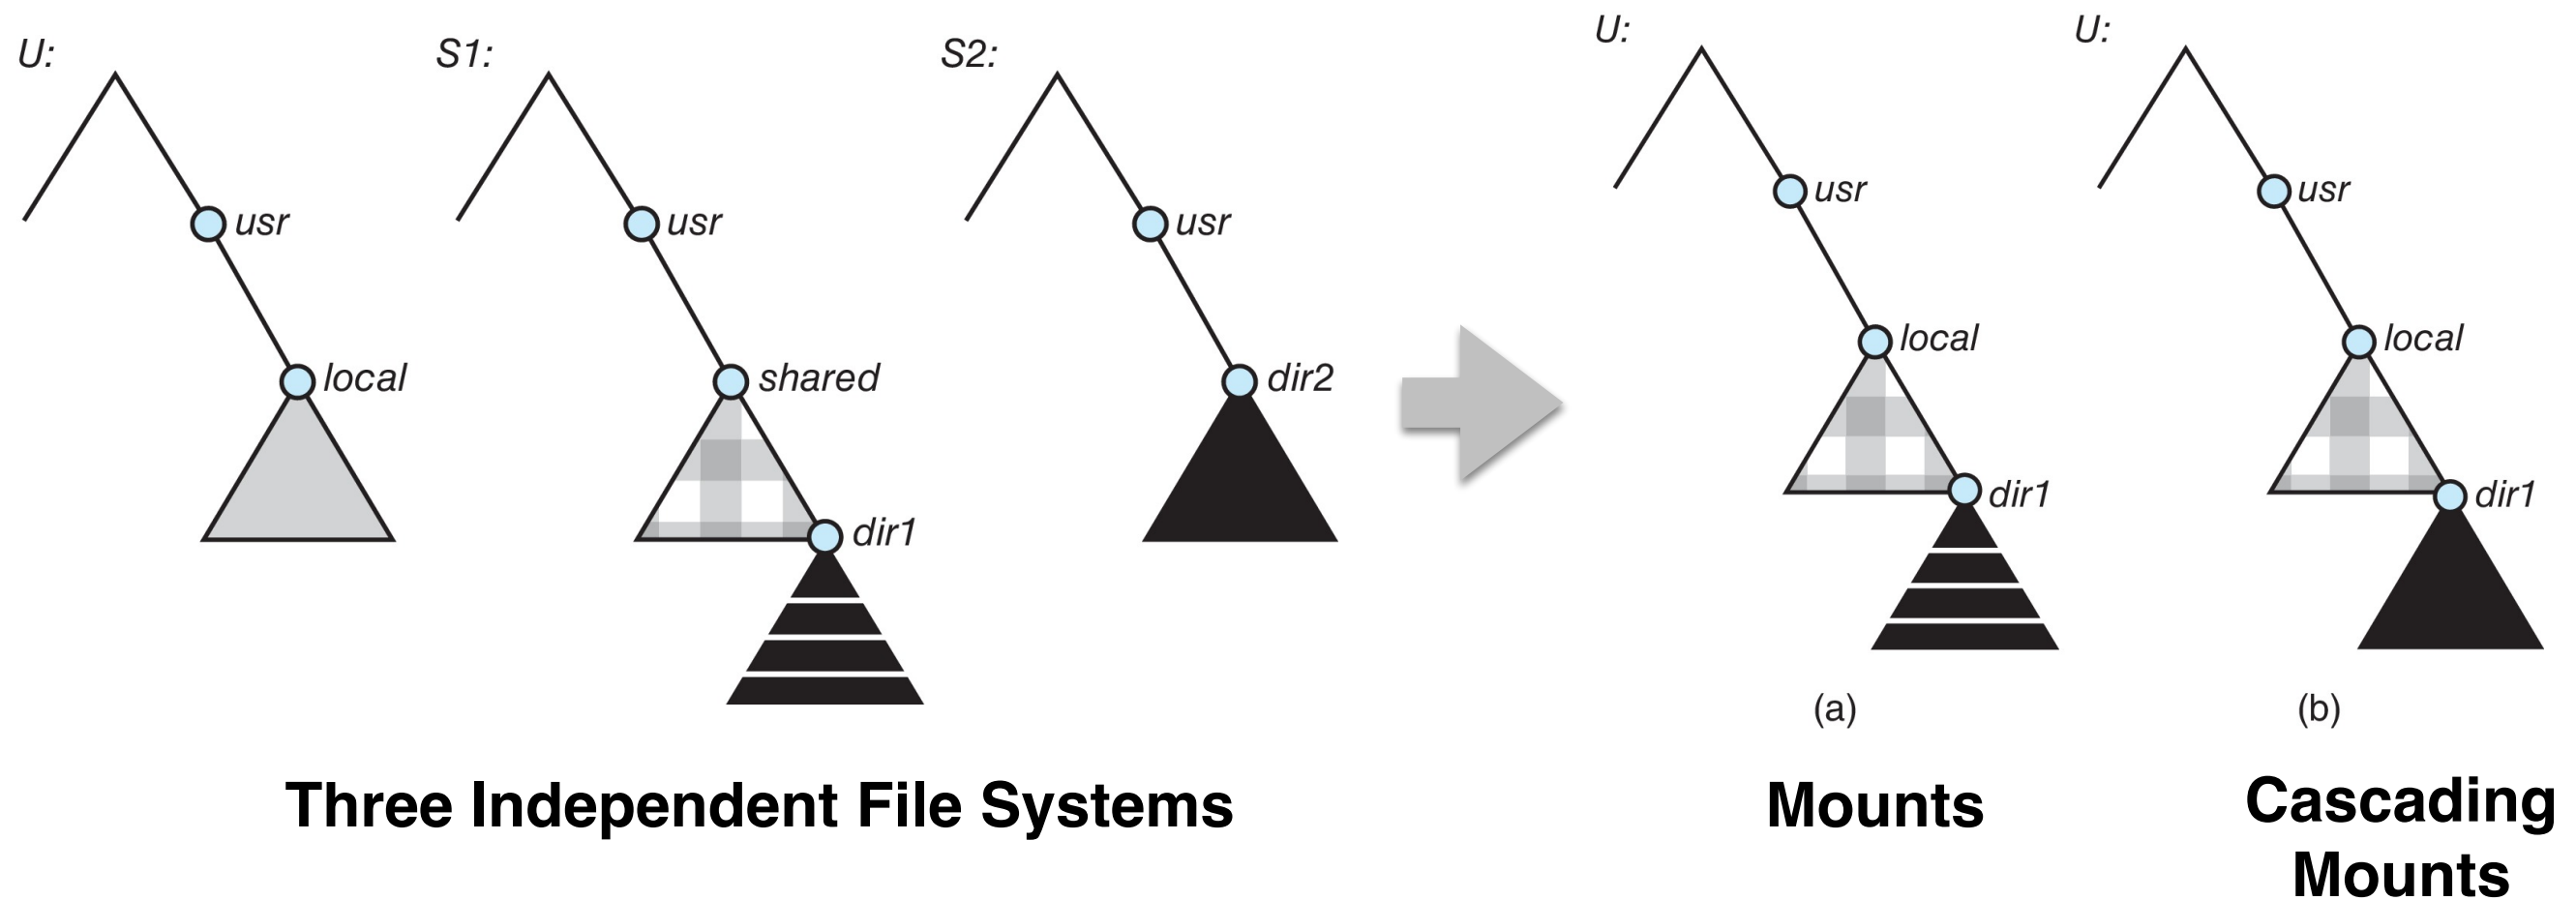 U:
usr
local
S1:
usr
shared
dir1
S2:
usr
dir2
Three Independent File Systems
U:
usr
local
dir1
(a)
Mounts
U:
usr
local
dir1
(b)
Cascading
Mounts